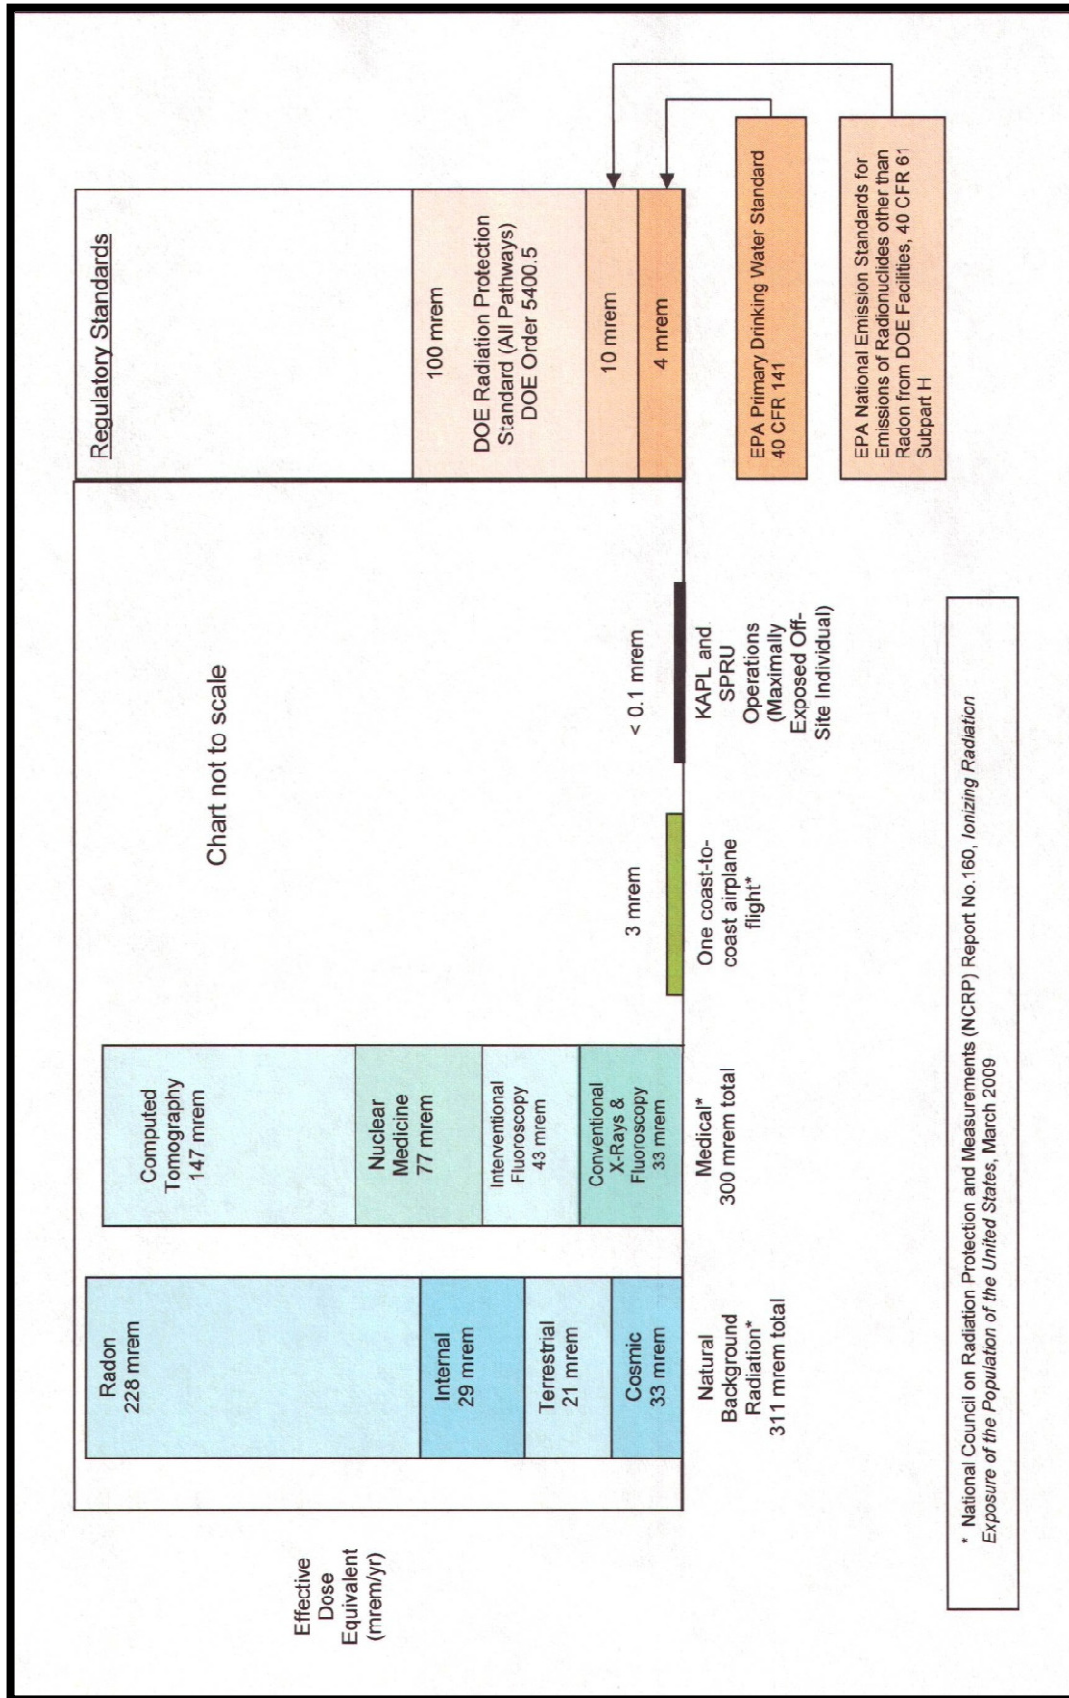 Effective
Dose
Equivalent
(mrem/yr)
Radon
228 mrem
Internal
29 mrem
Terrestrial
21 mrem
Cosmic
33 mrem
Natural
Background
Radiation*
311 mrem total
Computed
Tomography
147 mrem
Nuclear
Medicine
77 mrem
Interventional
Fluoroscopy
43 mrem
Conventional
X-Rays &
Fluoroscopy
33 mrem
Medical*
300 mrem total
Chart not to scale
3 mrem
One coast-to-
coast airplane
flight*
< 0.1 mrem
KAPL and
SPRU
Operations
(Maximally
Exposed Off-
Site Individual)
Regulatory Standards
100 mrem
DOE Radiation Protection
Standard (All Pathways)
DOE Order 5400.5
10 mrem
4 mrem
EPA Primary Drinking Water Standard
40 CFR 141
EPA National Emission Standards for
Emissions of Radionuclides other than
Radon from DOE Facilities, 40 CFR 61
Subpart H
* National Council on Radiation Protection and Measurements (NCRP) Report No.160, Ionizing Radiation
Exposure of the Population of the United States, March 2009